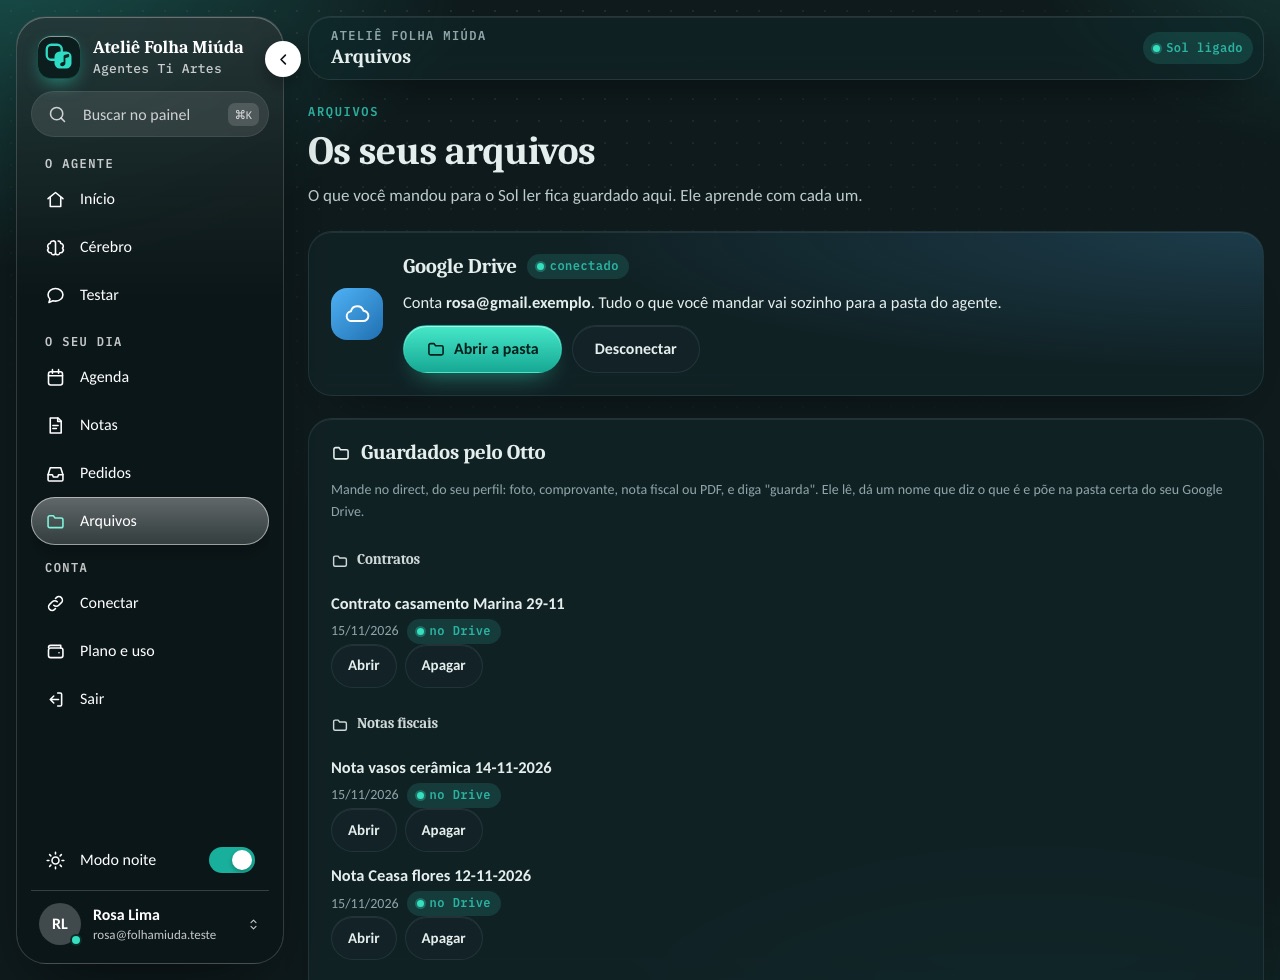 Ateliê Folha Miúda
Agentes Ti Artes
Buscar no painel
⌘K
O AGENTE
Início
Cérebro
Testar
O SEU DIA
Agenda
Notas
Pedidos
Arquivos
CONTA
Conectar
Plano e uso
Sair
Modo noite
RL
Rosa Lima
rosa@folhamiuda.teste
ATELIÊ FOLHA MIÚDA
Arquivos
Sol ligado
ARQUIVOS
Os seus arquivos
O que você mandou para o Sol ler fica guardado aqui. Ele aprende com cada um.
Google Drive
conectado
Conta rosa@gmail.exemplo. Tudo o que você mandar vai sozinho para a pasta do agente.
Abrir a pasta
Desconectar
Guardados pelo Otto
Mande no direct, do seu perfil: foto, comprovante, nota fiscal ou PDF, e diga "guarda". Ele lê, dá um nome que diz o que é e põe na pasta certa do seu Google
Drive.
Contratos
Contrato casamento Marina 29-11
15/11/2026
no Drive
Abrir
Apagar
Notas fiscais
Nota vasos cerâmica 14-11-2026
15/11/2026
no Drive
Abrir
Apagar
Nota Ceasa flores 12-11-2026
15/11/2026
no Drive
Abrir
Apagar